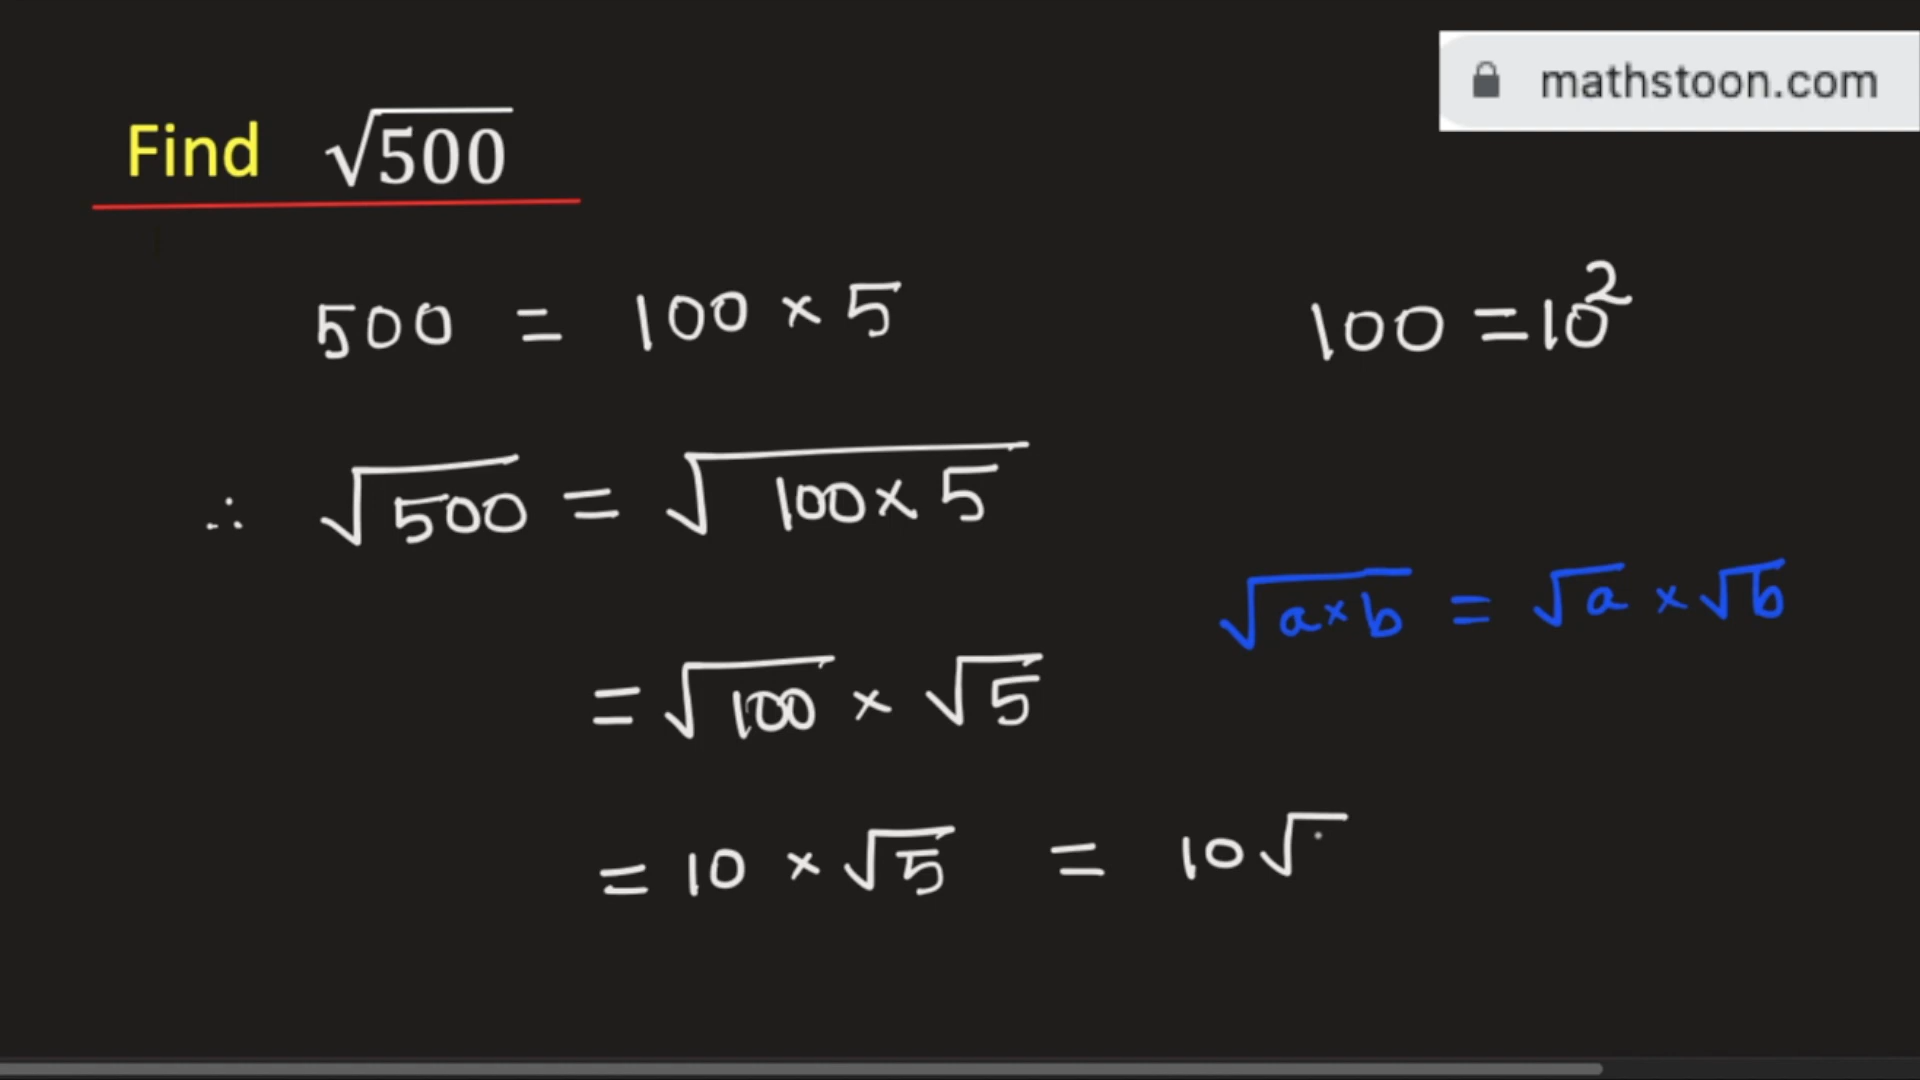 mathstoon.com
Find √500
500 = 100 × 5
100 = 10²
∴ √500 = √(100 × 5)
√(a×b) = √a × √b
= √100 × √5
= 10 × √5 = 10√